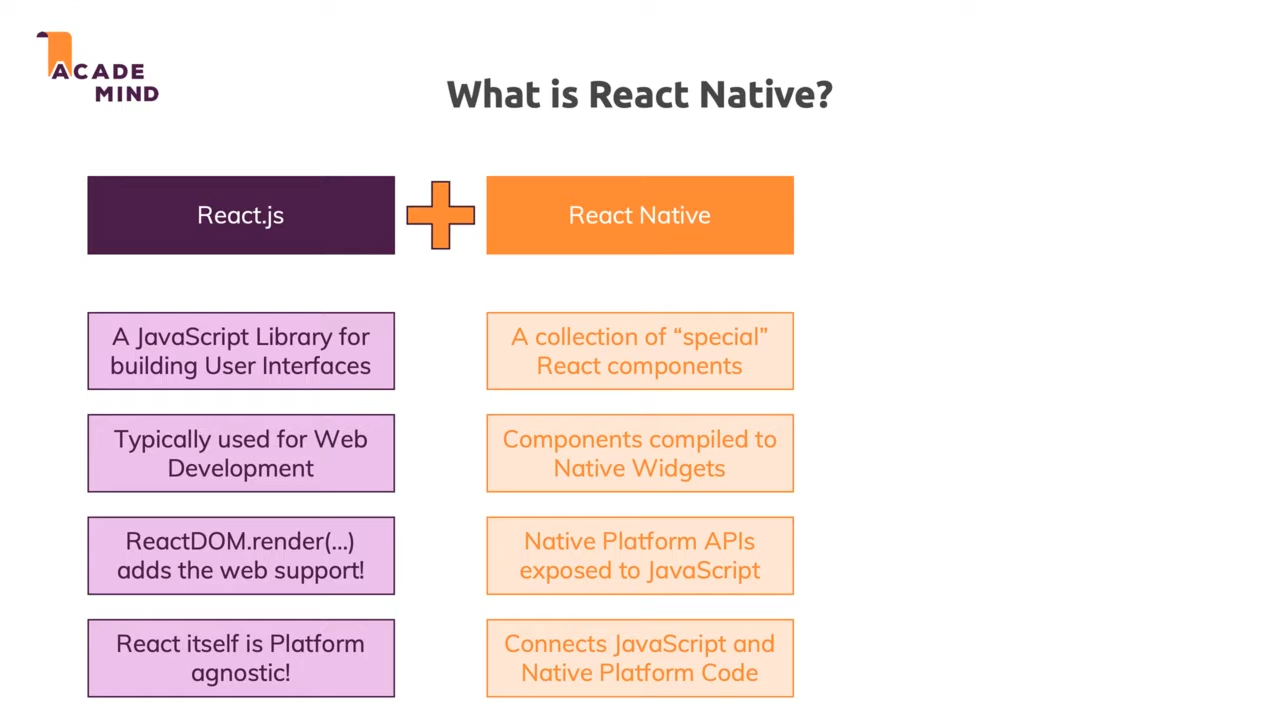 ACADE
MIND
What is React Native?
React.js
React Native
A JavaScript Library for
building User Interfaces
A collection of “special”
React components
Typically used for Web
Development
Components compiled to
Native Widgets
ReactDOM.render(...)
adds the web support!
Native Platform APIs
exposed to JavaScript
React itself is Platform
agnostic!
Connects JavaScript and
Native Platform Code